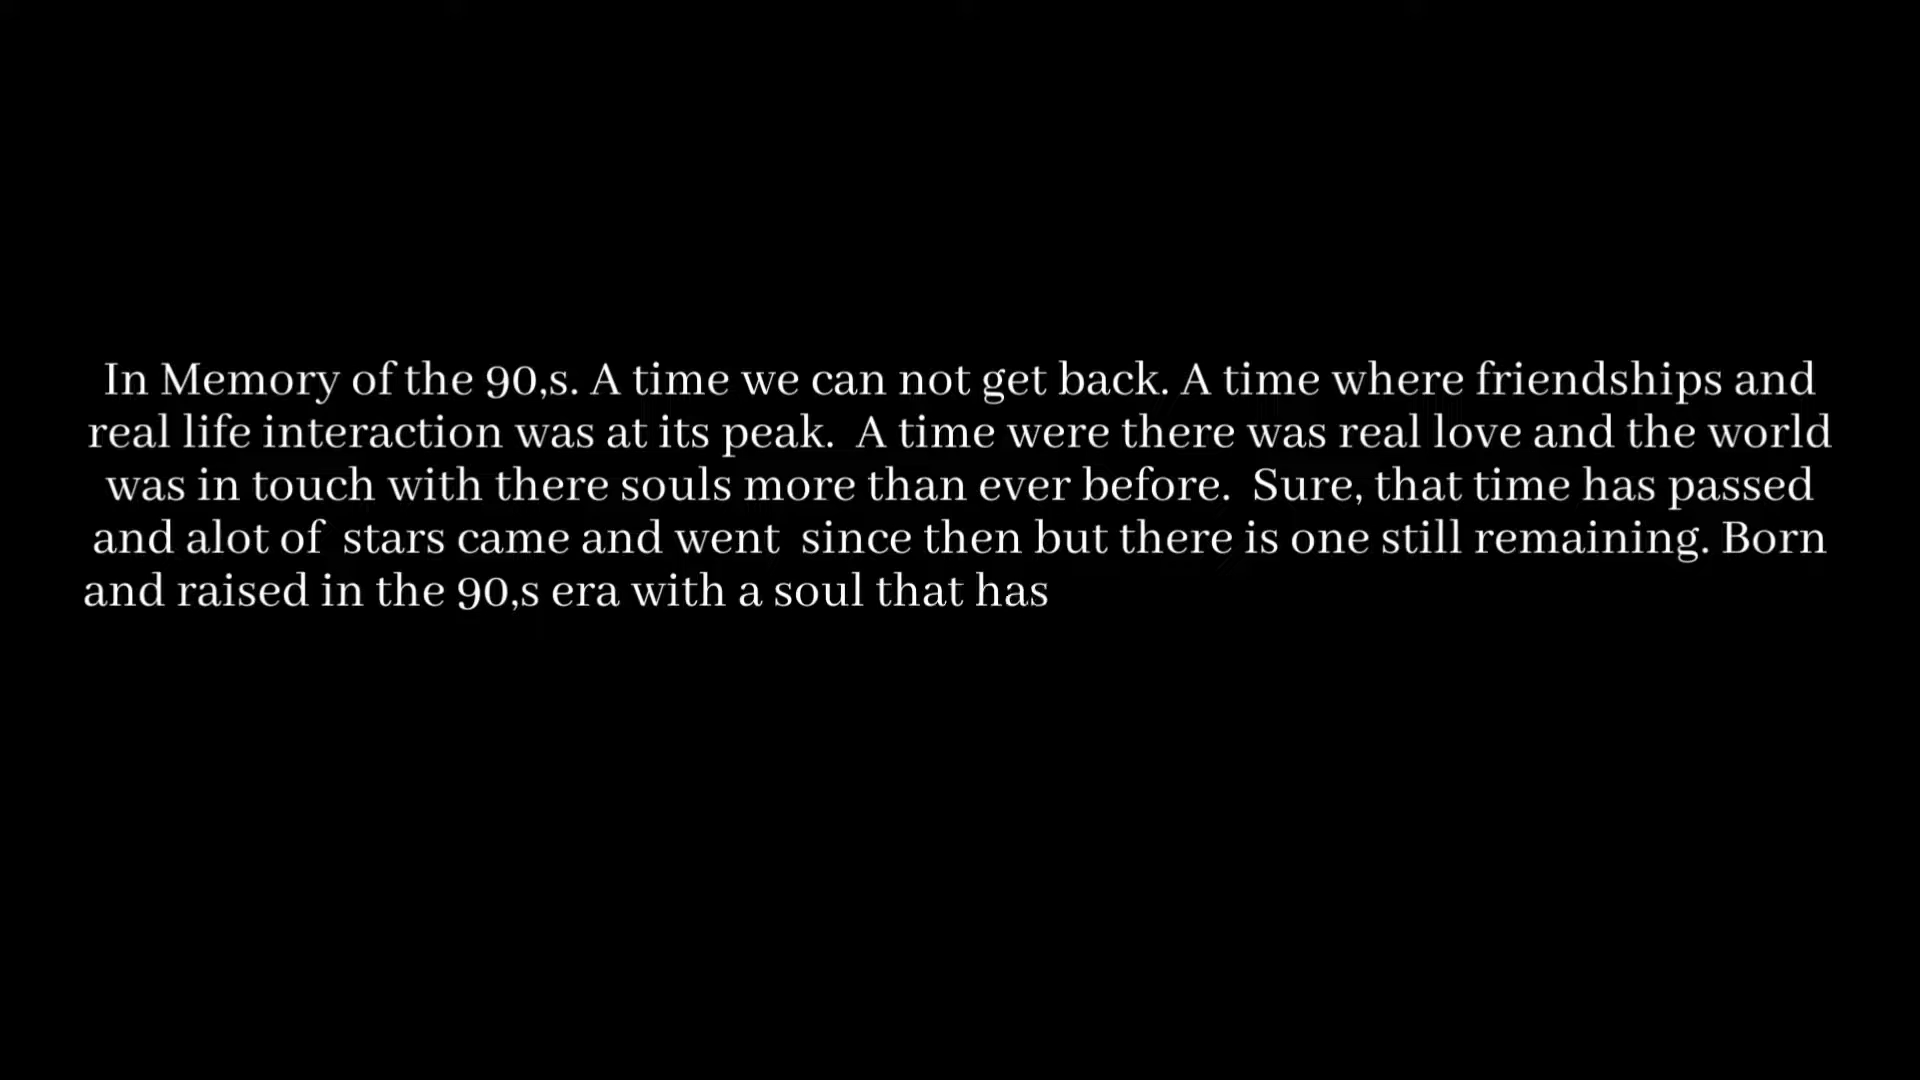 In Memory of the 90,s. A time we can not get back. A time where friendships and
real life interaction was at its peak.  A time were there was real love and the world
was in touch with there souls more than ever before.  Sure, that time has passed
and alot of  stars came and went  since then but there is one still remaining. Born
and raised in the 90,s era with a soul that has